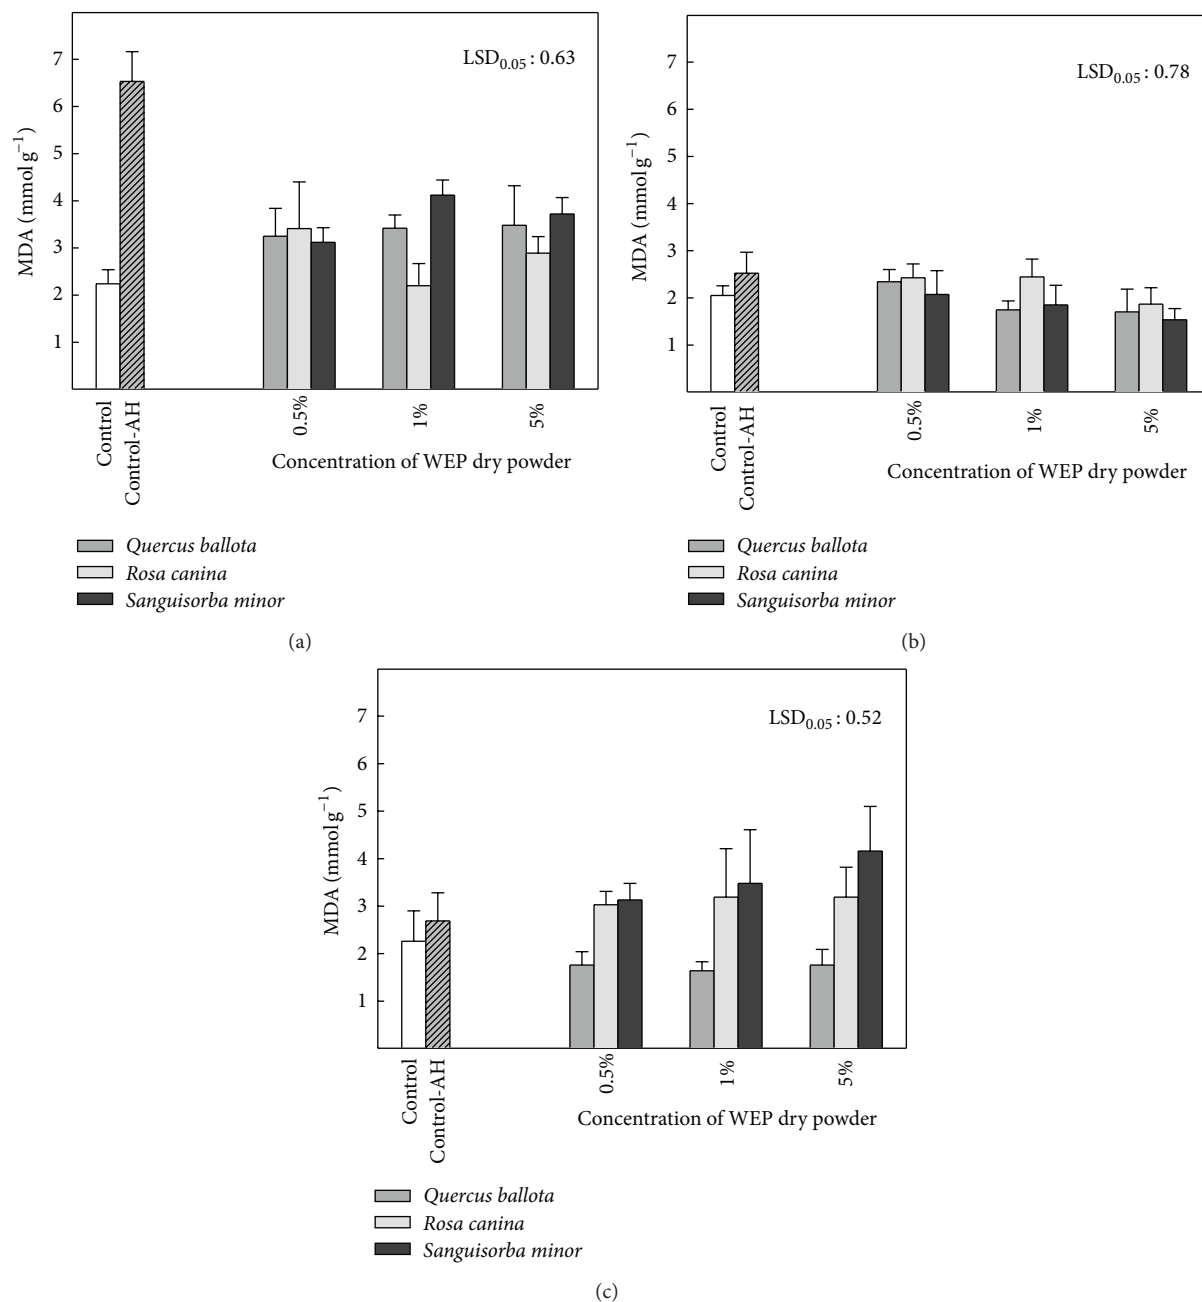 7
6
5
4
3
2
1
MDA (mmol g⁻¹)
LSD₀.₀₅ : 0.63
Control
Control-AH
0.5%
1%
5%
Concentration of WEP dry powder
Quercus ballota
Rosa canina
Sanguisorba minor
(a)
7
6
5
4
3
2
1
MDA (mmol g⁻¹)
LSD₀.₀₅ : 0.78
Control
Control-AH
0.5%
1%
5%
Concentration of WEP dry powder
Quercus ballota
Rosa canina
Sanguisorba minor
(b)
7
6
5
4
3
2
1
MDA (mmol g⁻¹)
LSD₀.₀₅ : 0.52
Control
Control-AH
0.5%
1%
5%
Concentration of WEP dry powder
Quercus ballota
Rosa canina
Sanguisorba minor
(c)